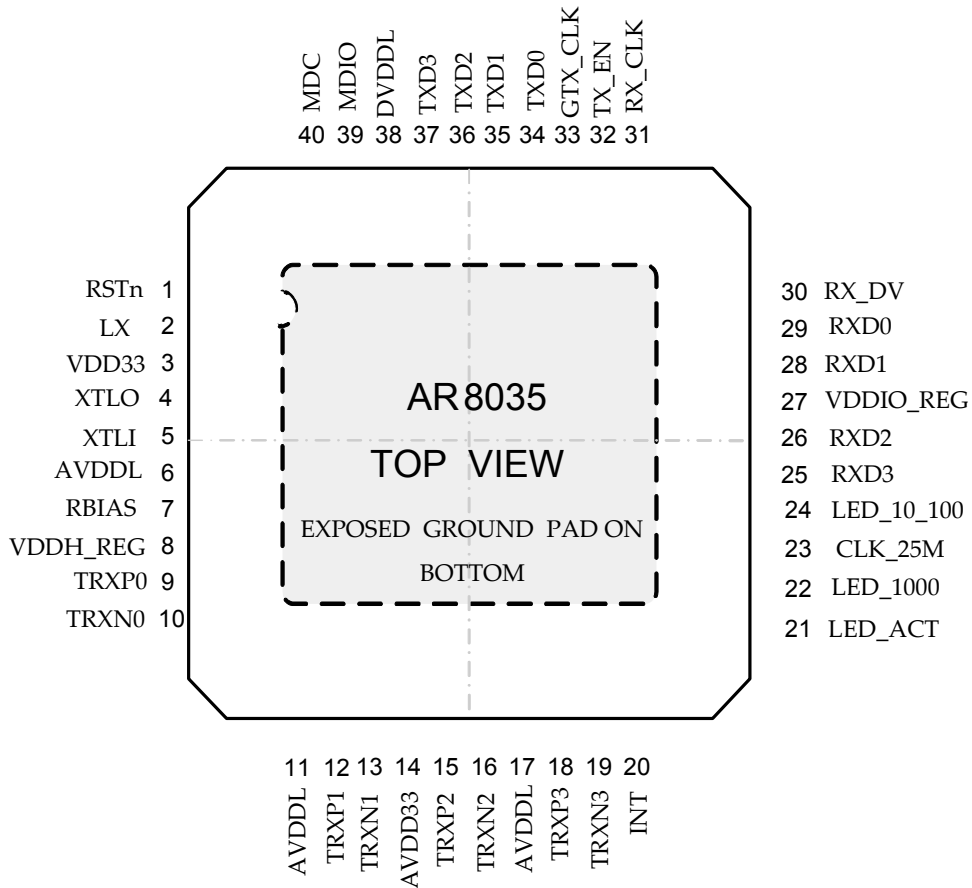 MDC
MDIO
DVDDL
TXD3
TXD2
TXD1
TXD0
GTX_CLK
TX_EN
RX_CLK
40 39 38 37 36 35 34 33 32 31
RSTn 1
LX 2
VDD33 3
XTLO 4
XTLI 5
AVDDL 6
RBIAS 7
VDDH_REG 8
TRXP0 9
TRXN0 10
AR8035
TOP VIEW
EXPOSED GROUND PAD ON
BOTTOM
30 RX_DV
29 RXD0
28 RXD1
27 VDDIO_REG
26 RXD2
25 RXD3
24 LED_10_100
23 CLK_25M
22 LED_1000
21 LED_ACT
11 12 13 14 15 16 17 18 19 20
AVDDL
TRXP1
TRXN1
AVDD33
TRXP2
TRXN2
AVDDL
TRXP3
TRXN3
INT